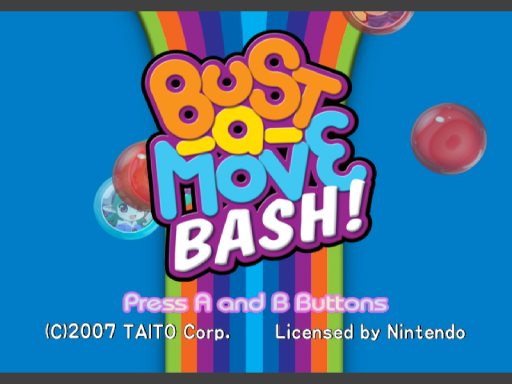 BUST
-a-
MOVE
BASH!
Press A and B Buttons
(C)2007 TAITO Corp. Licensed by Nintendo